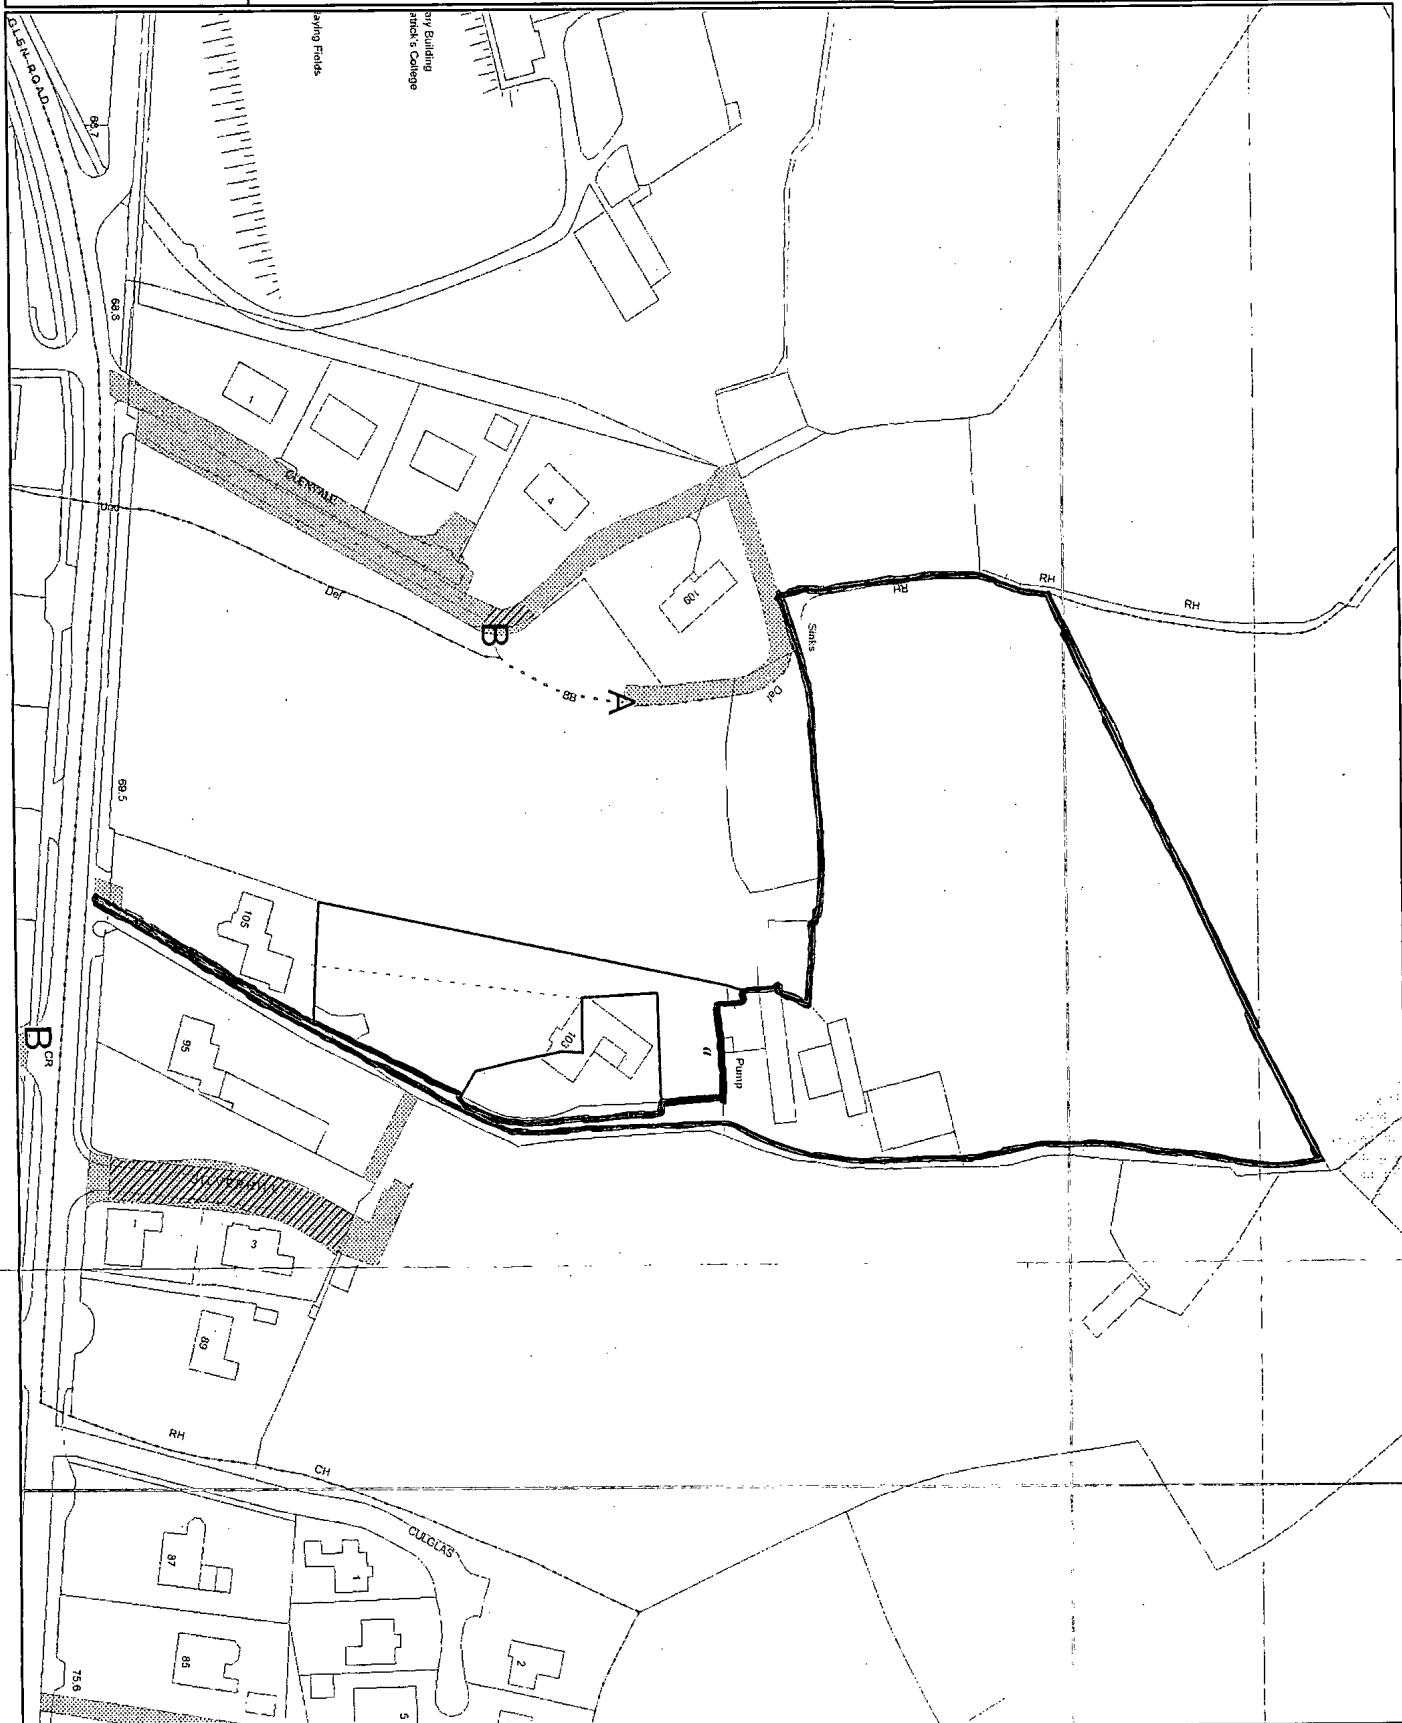 GLEN ROAD
68.7
aying Fields
ory Building
atrick's College
68.8
1
GLENVALE
4
109
Und
Def
B
BB
A
Def
Sinks
RH
RH
RH
69.5
105
103
a
Pump
95
B
CR
1
3
89
RH
CH
CULGLAS
87
1
85
2
75.6
5